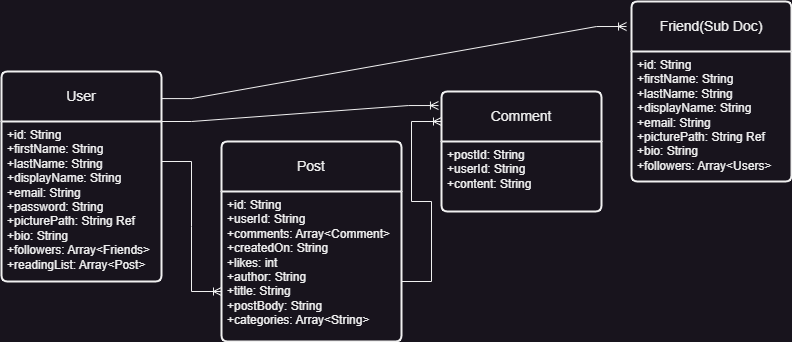 User
+id: String
+firstName: String
+lastName: String
+displayName: String
+email: String
+password: String
+picturePath: String Ref
+bio: String
+followers: Array<Friends>
+readingList: Array<Post>
Post
+id: String
+userId: String
+comments: Array<Comment>
+createdOn: String
+likes: int
+author: String
+title: String
+postBody: String
+categories: Array<String>
Comment
+postId: String
+userId: String
+content: String
Friend(Sub Doc)
+id: String
+firstName: String
+lastName: String
+displayName: String
+email: String
+picturePath: String Ref
+bio: String
+followers: Array<Users>